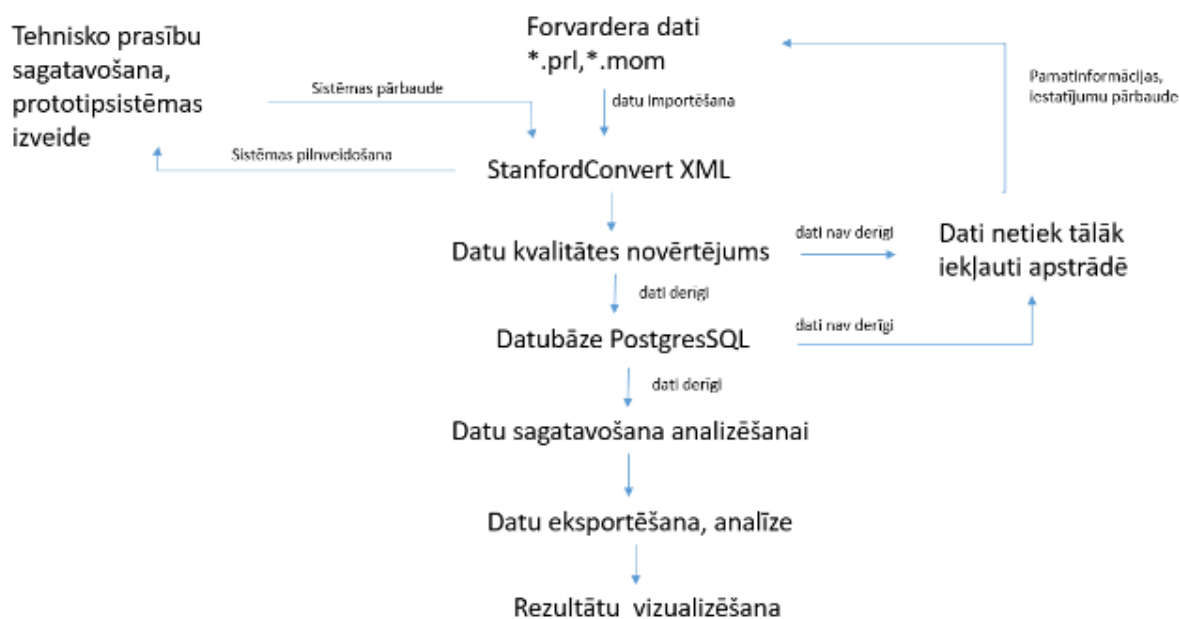 Tehnisko prasību
sagatavošana,
prototipsistēmas
izveide
Forvardera dati
*.prl,*.mom
Pamatinformācijas,
iestatījumu pārbaude
Sistēmas pārbaude
datu importēšana
Sistēmas pilnveidošana
StanfordConvert XML
Datu kvalitātes novērtējums
dati nav derīgi
Dati netiek tālāk
iekļauti apstrādē
dati derīgi
Datubāze PostgresSQL
dati nav derīgi
dati derīgi
Datu sagatavošana analizēšanai
Datu eksportēšana, analīze
Rezultātu vizualizēšana